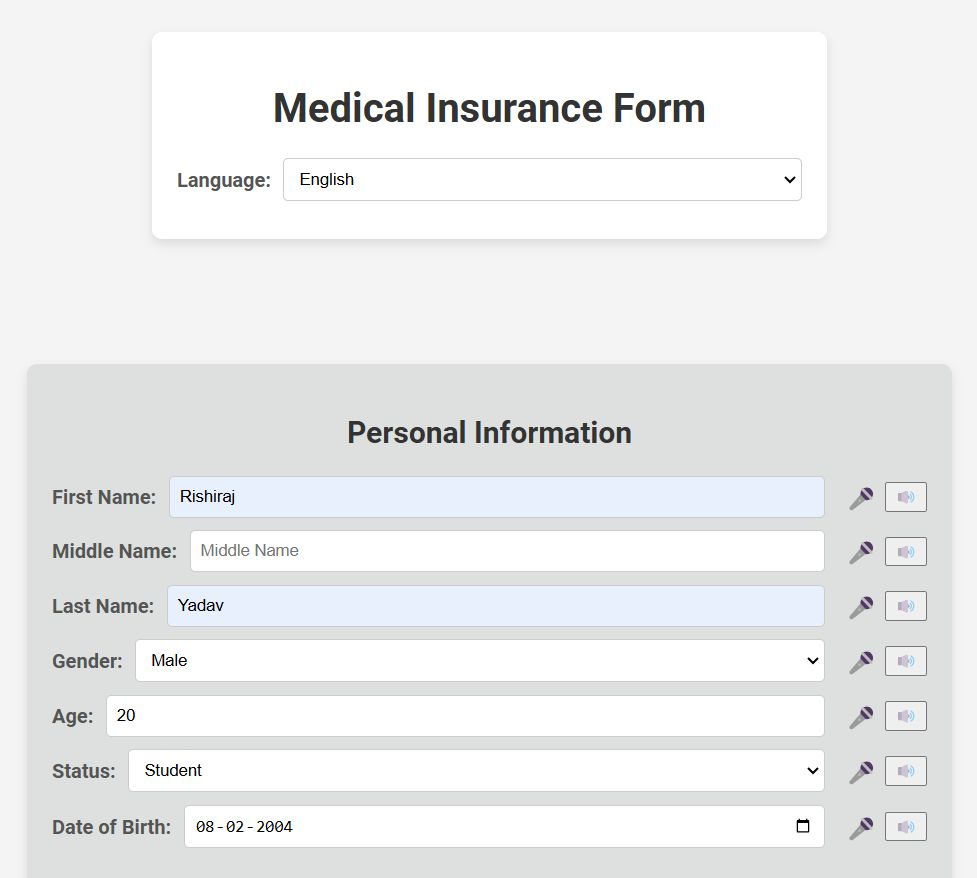 Medical Insurance Form
Language: English
Personal Information
First Name: Rishiraj
Middle Name: Middle Name
Last Name: Yadav
Gender: Male
Age: 20
Status: Student
Date of Birth: 08-02-2004